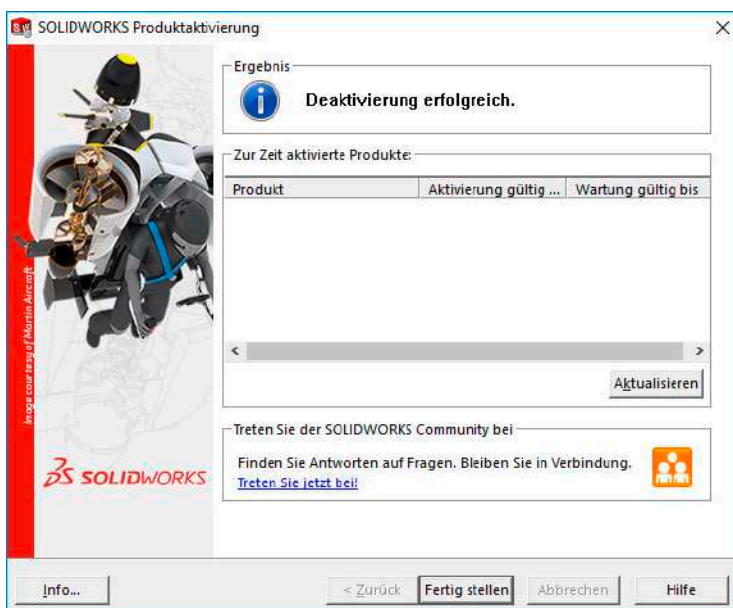 SOLIDWORKS Produktaktivierung
Ergebnis
Deaktivierung erfolgreich.
Zur Zeit aktivierte Produkte:
Produkt Aktivierung gültig ... Wartung gültig bis
Aktualisieren
Treten Sie der SOLIDWORKS Community bei
Finden Sie Antworten auf Fragen. Bleiben Sie in Verbindung.
Treten Sie jetzt bei!
Image courtesy of Martin Aircraft
SOLIDWORKS
Info... < Zurück Fertig stellen Abbrechen Hilfe